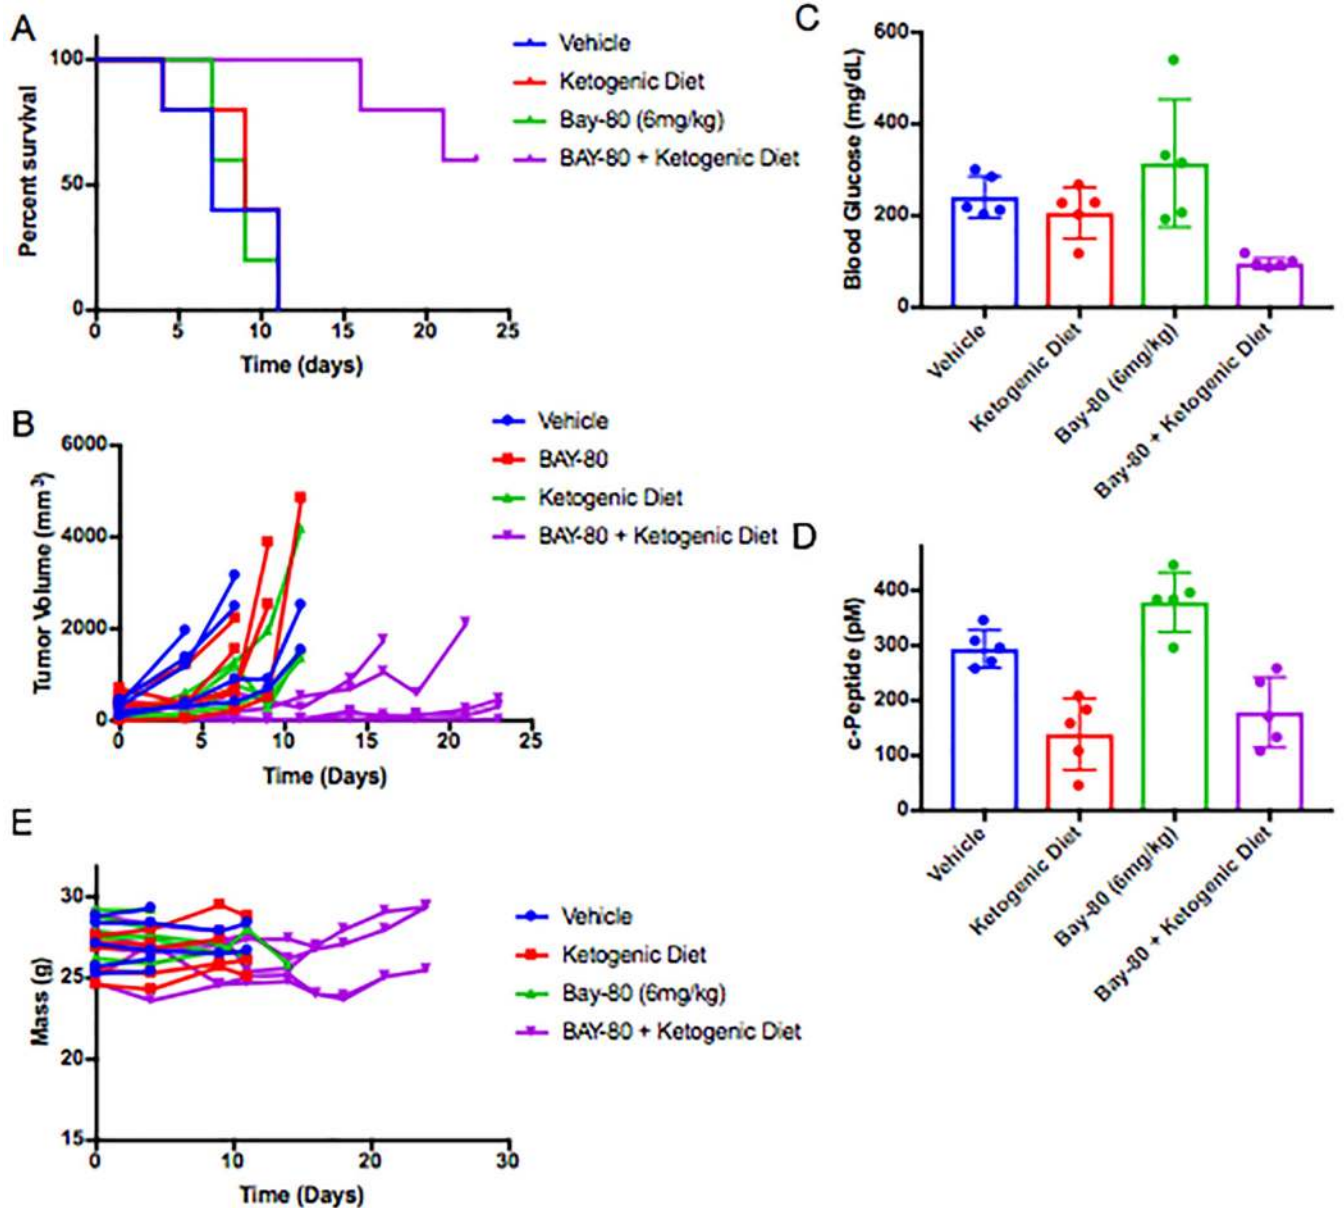 A
Percent survival
100
50
0
0 5 10 15 20 25
Time (days)
Vehicle
Ketogenic Diet
Bay-80 (6mg/kg)
BAY-80 + Ketogenic Diet
B
Tumor Volume (mm³)
6000
4000
2000
0
0 5 10 15 20 25
Time (Days)
Vehicle
BAY-80
Ketogenic Diet
BAY-80 + Ketogenic Diet
C
Blood Glucose (mg/dL)
600
400
200
0
Vehicle
Ketogenic Diet
Bay-80 (6mg/kg)
Bay-80 + Ketogenic Diet
D
c-Peptide (pM)
400
300
200
100
0
Vehicle
Ketogenic Diet
Bay-80 (6mg/kg)
Bay-80 + Ketogenic Diet
E
Mass (g)
30
25
20
15
0 10 20 30
Time (Days)
Vehicle
Ketogenic Diet
Bay-80 (6mg/kg)
BAY-80 + Ketogenic Diet